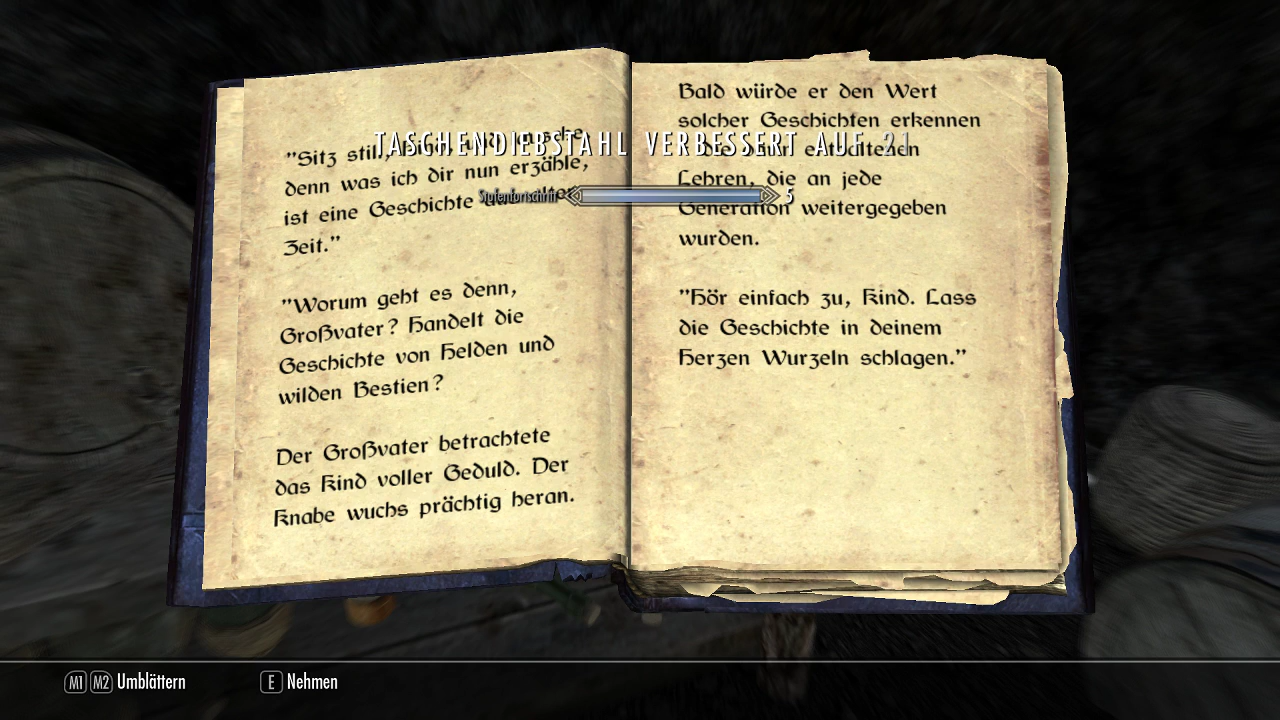 "Sitz still,
denn was ich dir nun erzähle,
ist eine Geschichte
Zeit."
"Worum geht es denn,
Großvater? Handelt die
Geschichte von Helden und
wilden Bestien?
Der Großvater betrachtete
das Kind voller Geduld. Der
Knabe wuchs prächtig heran.
Bald würde er den Wert
solcher Geschichten erkennen
Lehren, die an jede
Generation weitergegeben
wurden.
"Hör einfach zu, Kind. Lass
die Geschichte in deinem
Herzen Wurzeln schlagen."
TASCHENDIEBSTAHL VERBESSERT AUF 21
Stufenfortschritt 5
M1 M2 Umblättern
E Nehmen